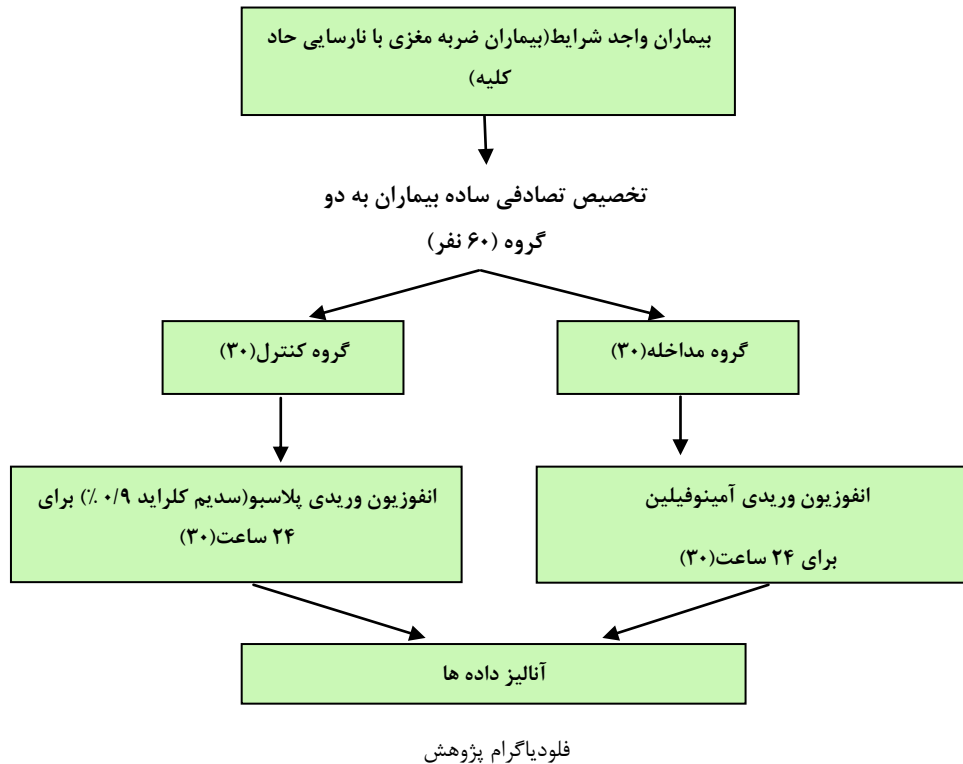 بیماران واجد شرایط(بیماران ضربه مغزی با نارسایی حاد
کلیه)
تخصیص تصادفی ساده بیماران به دو
گروه (۶۰ نفر)
گروه مداخله(۳۰)
گروه کنترل(۳۰)
انفوزیون وریدی آمینوفیلین
برای ۲۴ ساعت(۳۰)
انفوزیون وریدی پلاسبو(سدیم کلراید ۰/۹ ٪) برای
۲۴ ساعت(۳۰)
آنالیز داده ها
فلودیاگرام پژوهش